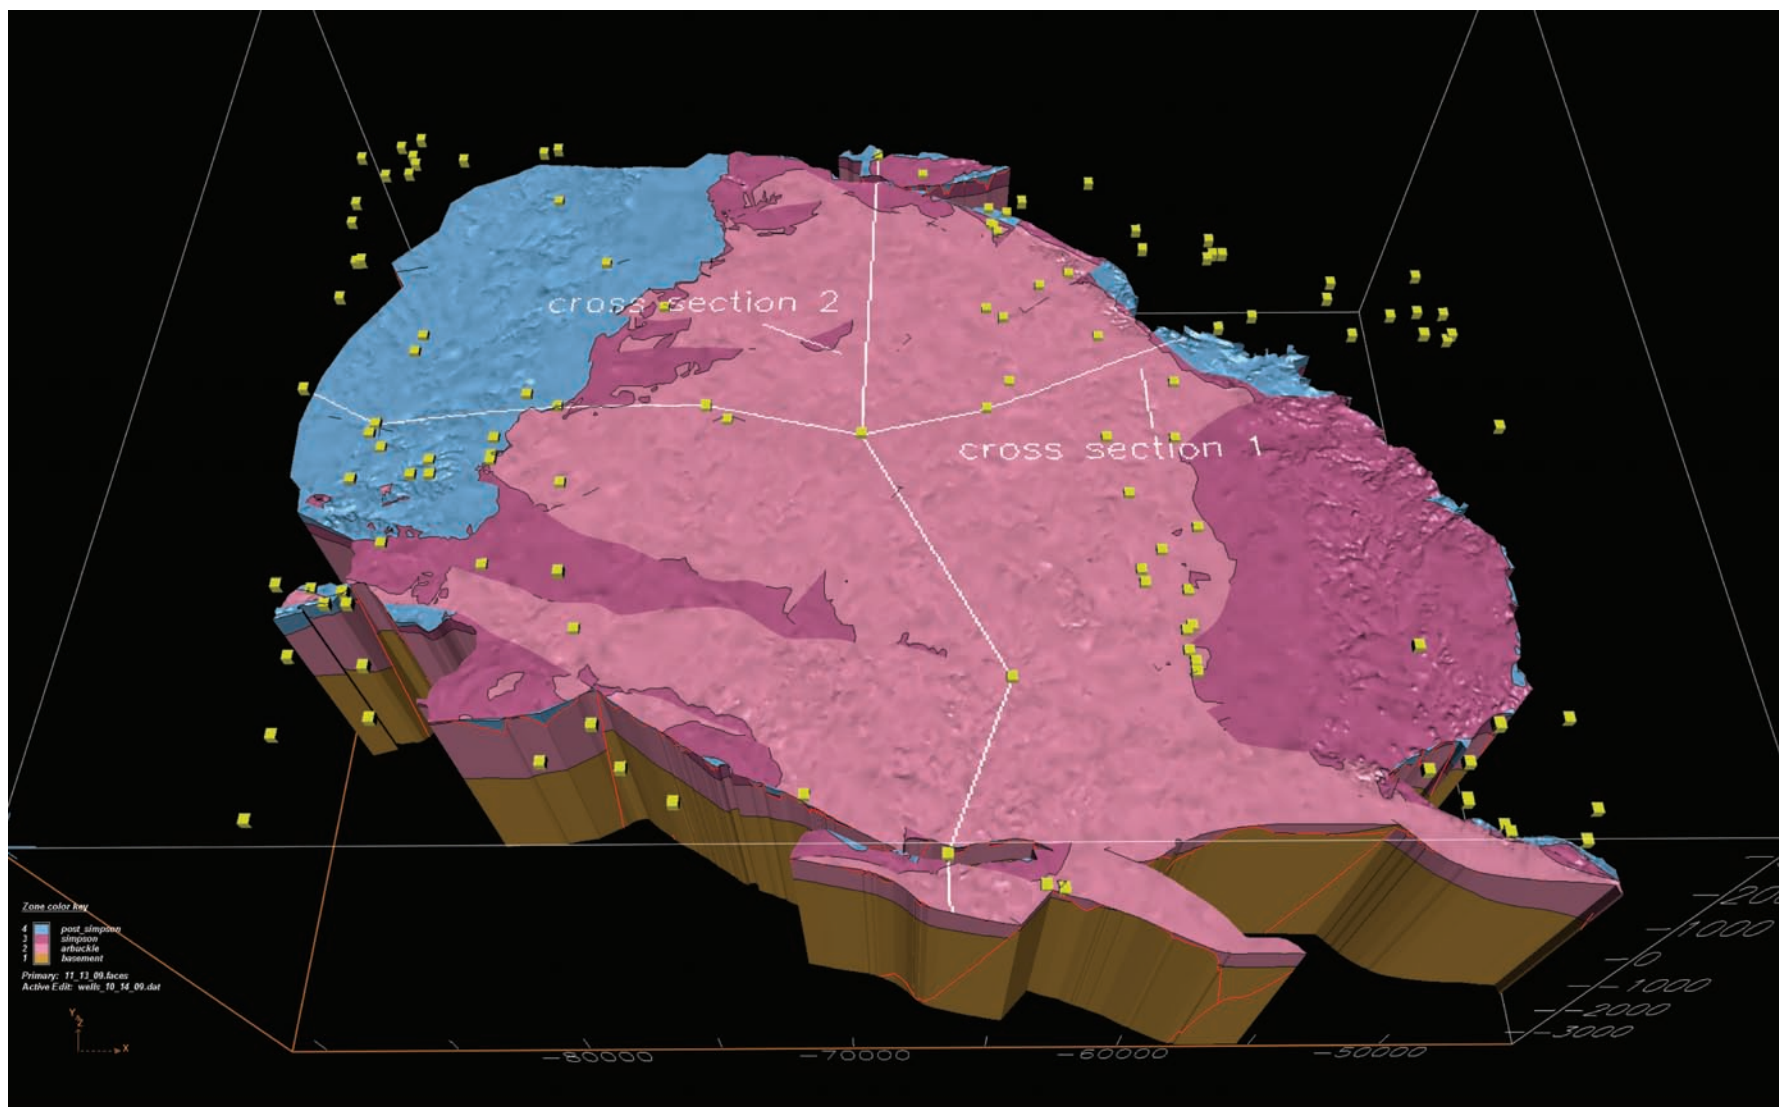 cross section 2
cross section 1
Zone color key
4 post_simpson
3 simpson
2 arbuckle
1 basement
Primary: 11_13_09.faces
Active Edit: wells_10_14_09.dat
Y
Z
X
-80000
-70000
-60000
-50000
1000
0
-1000
-2000
-3000